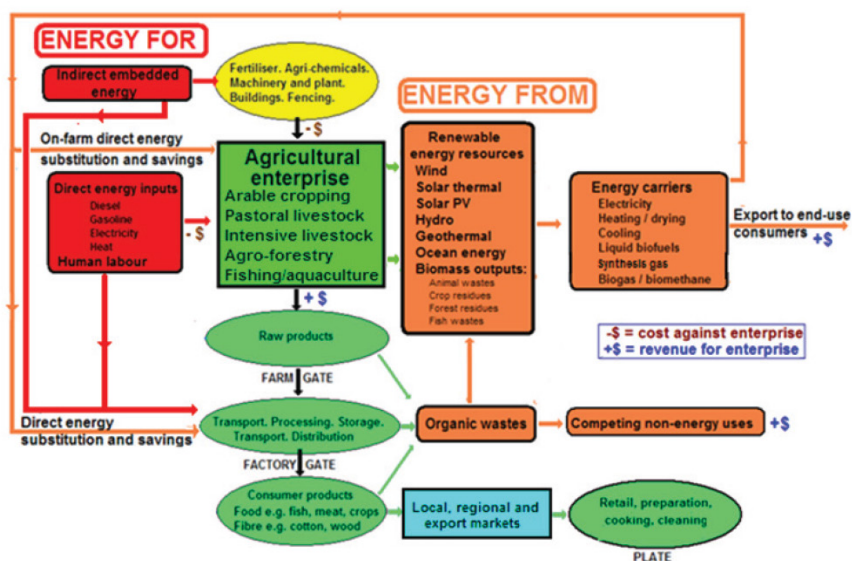 ENERGY FOR
Indirect embedded
energy
Fertiliser. Agri-chemicals.
Machinery and plant.
Buildings. Fencing.
ENERGY FROM
- $
On-farm direct energy
substitution and savings
Direct energy inputs
Diesel
Gasoline
Electricity
Heat
Human labour
- $
Agricultural
enterprise
Arable cropping
Pastoral livestock
Intensive livestock
Agro-forestry
Fishing/aquaculture
Renewable
energy resources
Wind
Solar thermal
Solar PV
Hydro
Geothermal
Ocean energy
Biomass outputs:
Animal wastes
Crop residues
Forest residues
Fish wastes
Energy carriers
Electricity
Heating / drying
Cooling
Liquid biofuels
Synthesis gas
Biogas / biomethane
Export to end-use
consumers
+$
+ $
-$ = cost against enterprise
+$ = revenue for enterprise
Raw products
FARM GATE
Direct energy
substitution and savings
Transport. Processing. Storage.
Transport. Distribution
Organic wastes
Competing non-energy uses
+$
FACTORY GATE
Consumer products
Food e.g. fish, meat, crops
Fibre e.g. cotton, wood
Local, regional
and export markets
Retail, preparation,
cooking, cleaning
PLATE